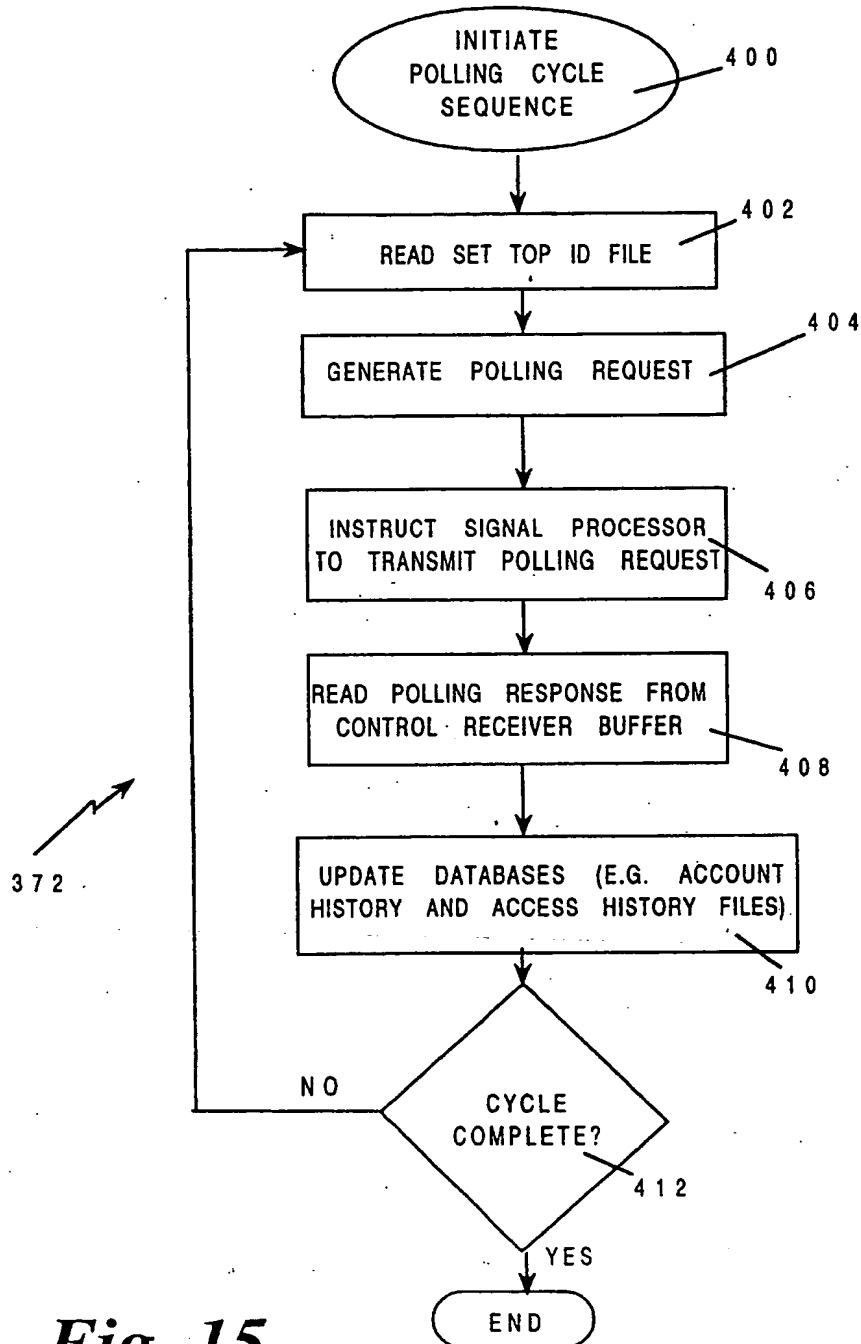 INITIATE
POLLING CYCLE
SEQUENCE
400
402
READ SET TOP ID FILE
404
GENERATE POLLING REQUEST
INSTRUCT SIGNAL PROCESSOR
TO TRANSMIT POLLING REQUEST
406
READ POLLING RESPONSE FROM
CONTROL RECEIVER BUFFER
408
372
UPDATE DATABASES (E.G. ACCOUNT
HISTORY AND ACCESS HISTORY FILES)
410
NO
CYCLE
COMPLETE?
412
YES
END
Fig. 15